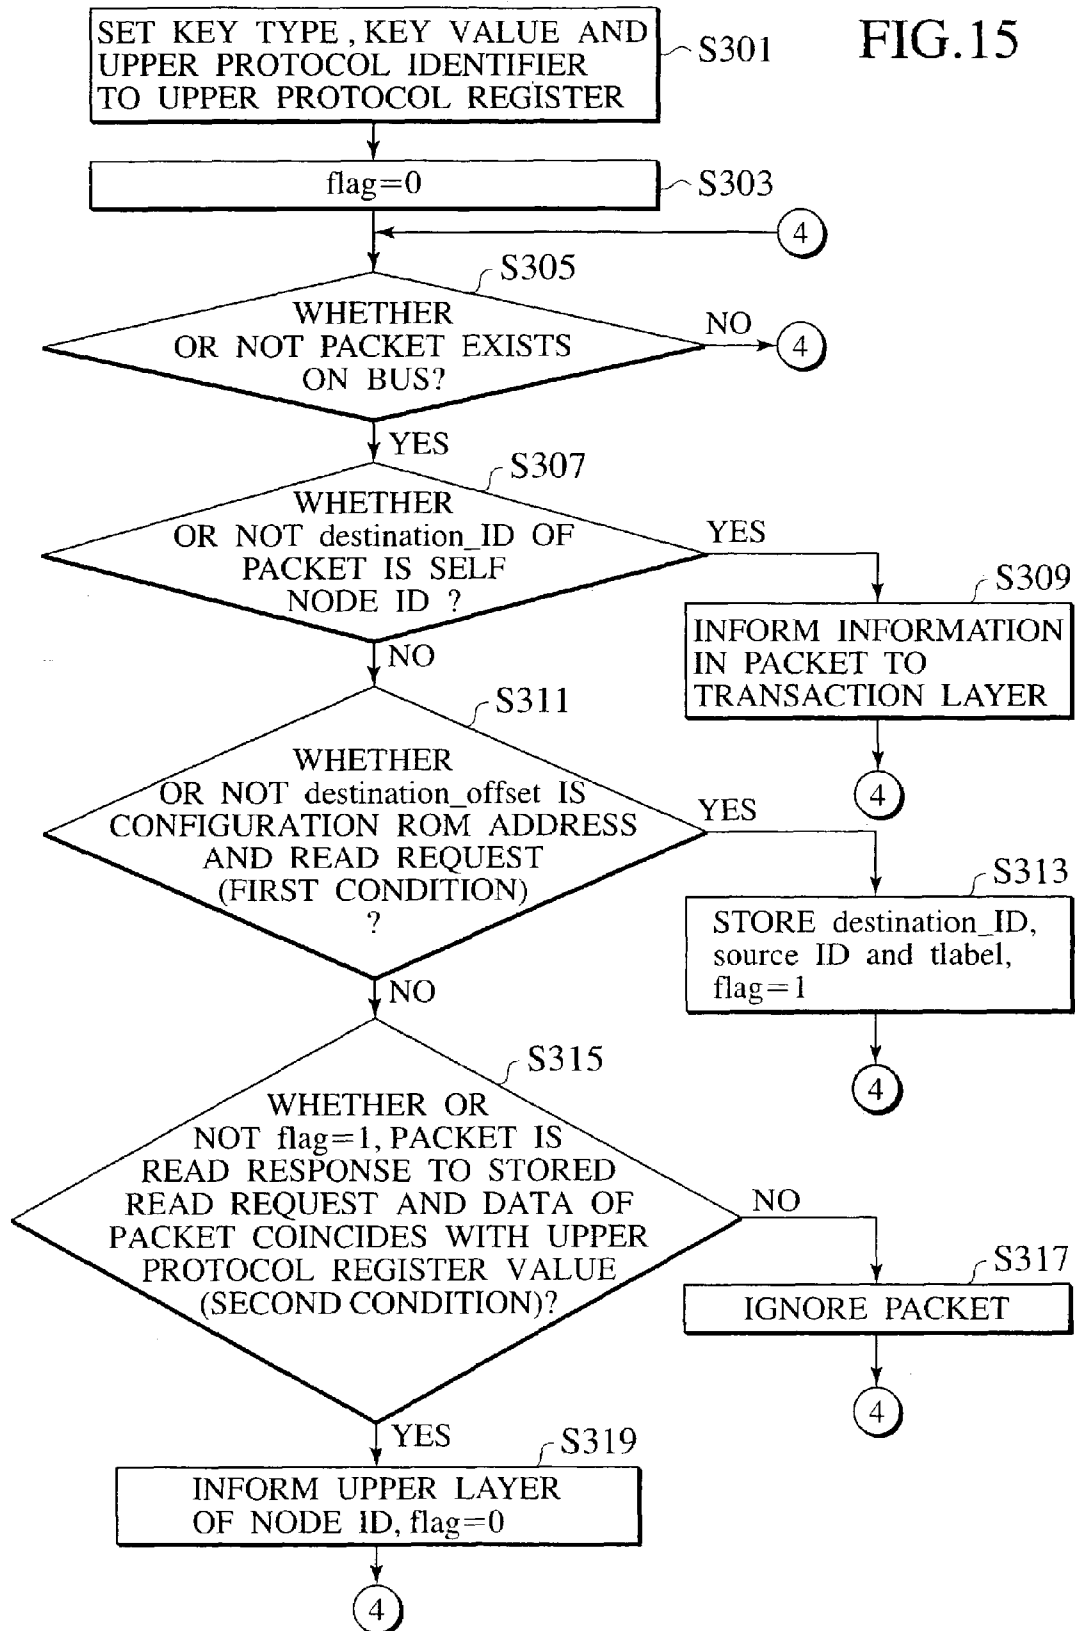 FIG.15
SET KEY TYPE, KEY VALUE AND
UPPER PROTOCOL IDENTIFIER
TO UPPER PROTOCOL REGISTER
S301
flag=0
S303
4
S305
WHETHER
OR NOT PACKET EXISTS
ON BUS?
NO
4
YES
S307
WHETHER
OR NOT destination_ID OF
PACKET IS SELF
NODE ID ?
YES
S309
INFORM INFORMATION
IN PACKET TO
TRANSACTION LAYER
4
NO
S311
WHETHER
OR NOT destination_offset IS
CONFIGURATION ROM ADDRESS
AND READ REQUEST
(FIRST CONDITION)
?
YES
S313
STORE destination_ID,
source ID and tlabel,
flag=1
4
NO
S315
WHETHER OR
NOT flag=1, PACKET IS
READ RESPONSE TO STORED
READ REQUEST AND DATA OF
PACKET COINCIDES WITH UPPER
PROTOCOL REGISTER VALUE
(SECOND CONDITION)?
NO
S317
IGNORE PACKET
4
YES
S319
INFORM UPPER LAYER
OF NODE ID, flag=0
4